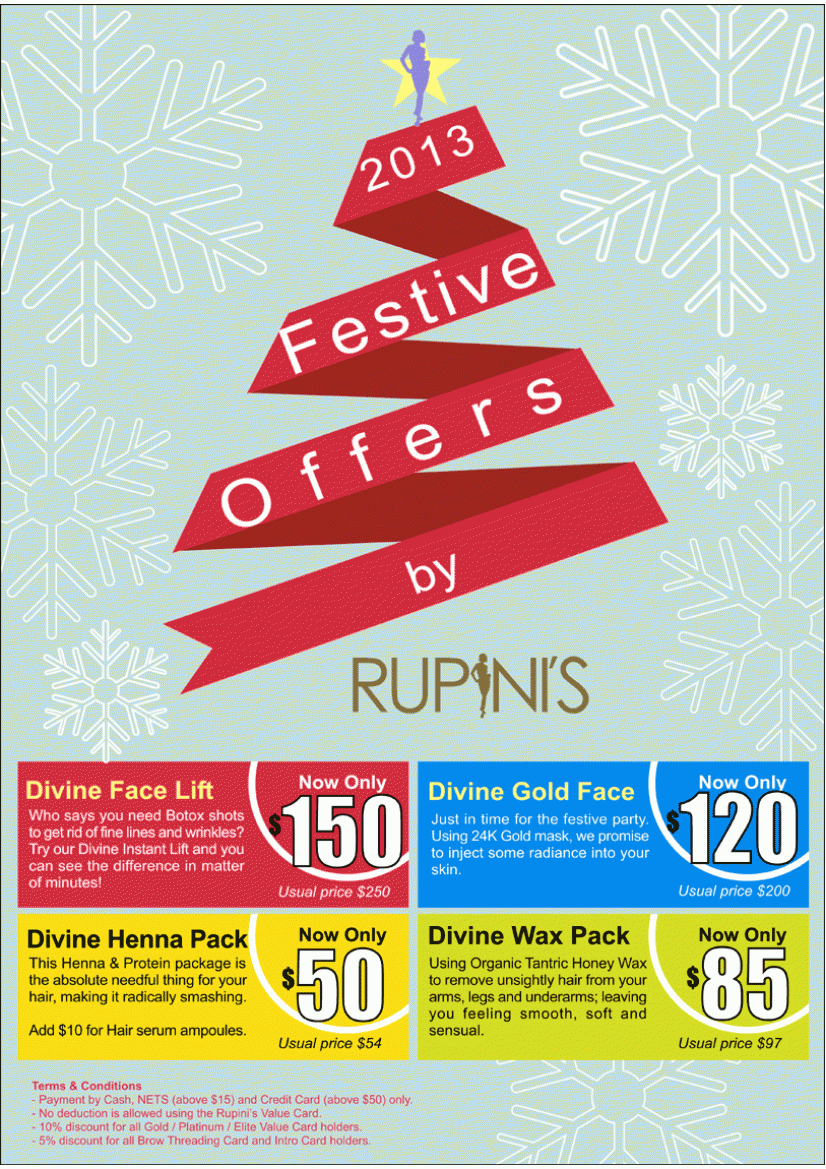 2013
Festive
Offers
by
RUPINI'S
Divine Face Lift
Who says you need Botox shots
to get rid of fine lines and wrinkles?
Try our Divine Instant Lift and you
can see the difference in matter
of minutes!
Now Only
$150
Usual price $250
Divine Gold Face
Just in time for the festive party.
Using 24K Gold mask, we promise
to inject some radiance into your
skin.
Now Only
$120
Usual price $200
Divine Henna Pack
This Henna & Protein package is
the absolute needful thing for your
hair, making it radically smashing.
Add $10 for Hair serum ampoules.
Now Only
$50
Usual price $54
Divine Wax Pack
Using Organic Tantric Honey Wax
to remove unsightly hair from your
arms, legs and underarms; leaving
you feeling smooth, soft and
sensual.
Now Only
$85
Usual price $97
Terms & Conditions
- Payment by Cash, NETS (above $15) and Credit Card (above $50) only.
- No deduction is allowed using the Rupini's Value Card.
- 10% discount for all Gold / Platinum / Elite Value Card holders.
- 5% discount for all Brow Threading Card and Intro Card holders.